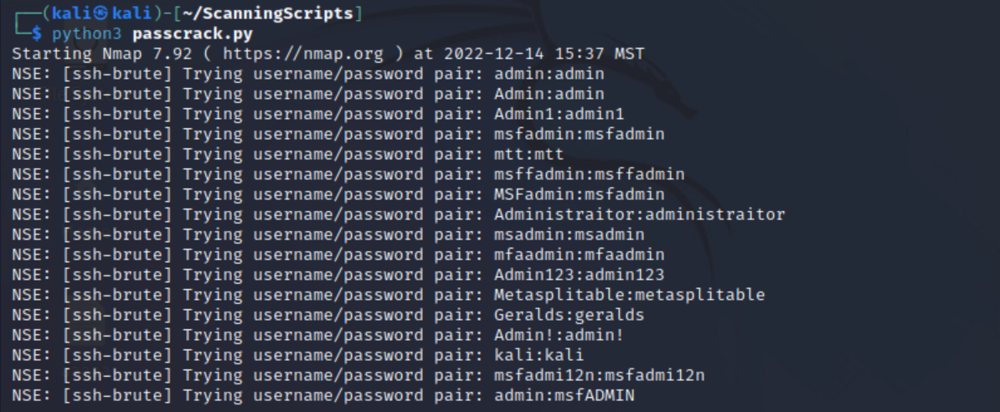 ┌──(kali㉿kali)-[~/ScanningScripts]
└─$ python3 passcrack.py
Starting Nmap 7.92 ( https://nmap.org ) at 2022-12-14 15:37 MST
NSE: [ssh-brute] Trying username/password pair: admin:admin
NSE: [ssh-brute] Trying username/password pair: Admin:admin
NSE: [ssh-brute] Trying username/password pair: Admin1:admin1
NSE: [ssh-brute] Trying username/password pair: msfadmin:msfadmin
NSE: [ssh-brute] Trying username/password pair: mtt:mtt
NSE: [ssh-brute] Trying username/password pair: msffadmin:msffadmin
NSE: [ssh-brute] Trying username/password pair: MSFadmin:msfadmin
NSE: [ssh-brute] Trying username/password pair: Administraitor:administraitor
NSE: [ssh-brute] Trying username/password pair: msadmin:msadmin
NSE: [ssh-brute] Trying username/password pair: mfaadmin:mfaadmin
NSE: [ssh-brute] Trying username/password pair: Admin123:admin123
NSE: [ssh-brute] Trying username/password pair: Metasplitable:metasplitable
NSE: [ssh-brute] Trying username/password pair: Geralds:geralds
NSE: [ssh-brute] Trying username/password pair: Admin!:admin!
NSE: [ssh-brute] Trying username/password pair: kali:kali
NSE: [ssh-brute] Trying username/password pair: msfadmi12n:msfadmi12n
NSE: [ssh-brute] Trying username/password pair: admin:msfADMIN